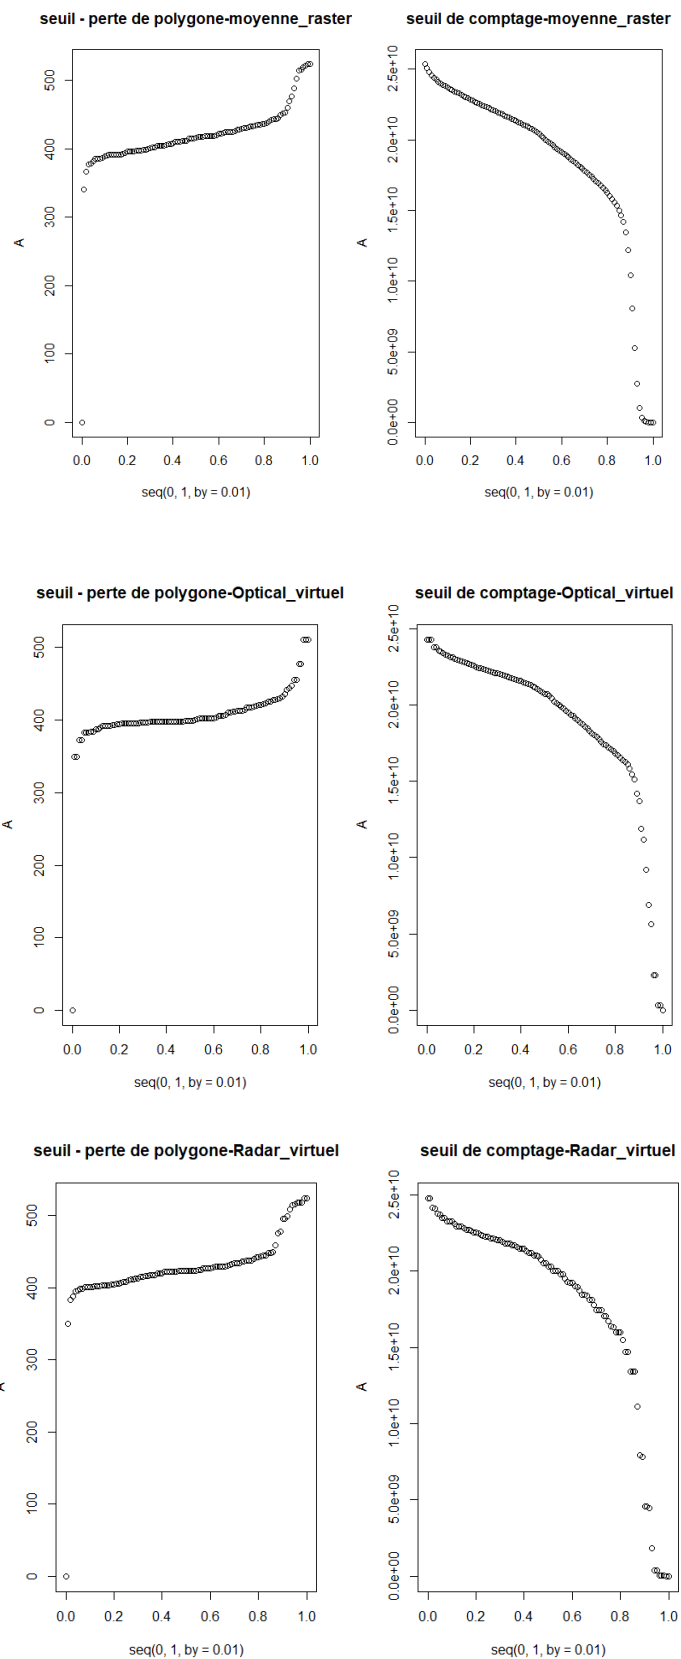 seuil - perte de polygone-moyenne_raster
seuil de comptage-moyenne_raster
A
0
100
200
300
400
500
0.0 0.2 0.4 0.6 0.8 1.0
seq(0, 1, by = 0.01)
A
0.0e+00
5.0e+09
1.0e+10
1.5e+10
2.0e+10
2.5e+10
0.0 0.2 0.4 0.6 0.8 1.0
seq(0, 1, by = 0.01)
seuil - perte de polygone-Optical_virtuel
seuil de comptage-Optical_virtuel
A
0
100
200
300
400
500
0.0 0.2 0.4 0.6 0.8 1.0
seq(0, 1, by = 0.01)
A
0.0e+00
5.0e+09
1.0e+10
1.5e+10
2.0e+10
2.5e+10
0.0 0.2 0.4 0.6 0.8 1.0
seq(0, 1, by = 0.01)
seuil - perte de polygone-Radar_virtuel
seuil de comptage-Radar_virtuel
A
0
100
200
300
400
500
0.0 0.2 0.4 0.6 0.8 1.0
seq(0, 1, by = 0.01)
A
0.0e+00
5.0e+09
1.0e+10
1.5e+10
2.0e+10
2.5e+10
0.0 0.2 0.4 0.6 0.8 1.0
seq(0, 1, by = 0.01)